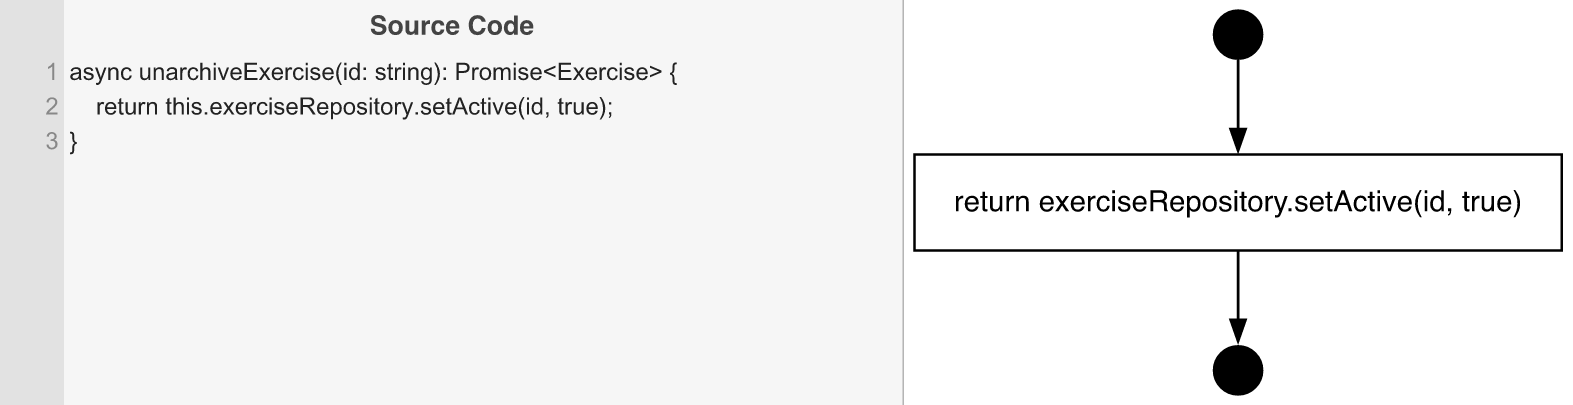 Source Code
1 async unarchiveExercise(id: string): Promise<Exercise> {
2 return this.exerciseRepository.setActive(id, true);
3 }
return exerciseRepository.setActive(id, true)